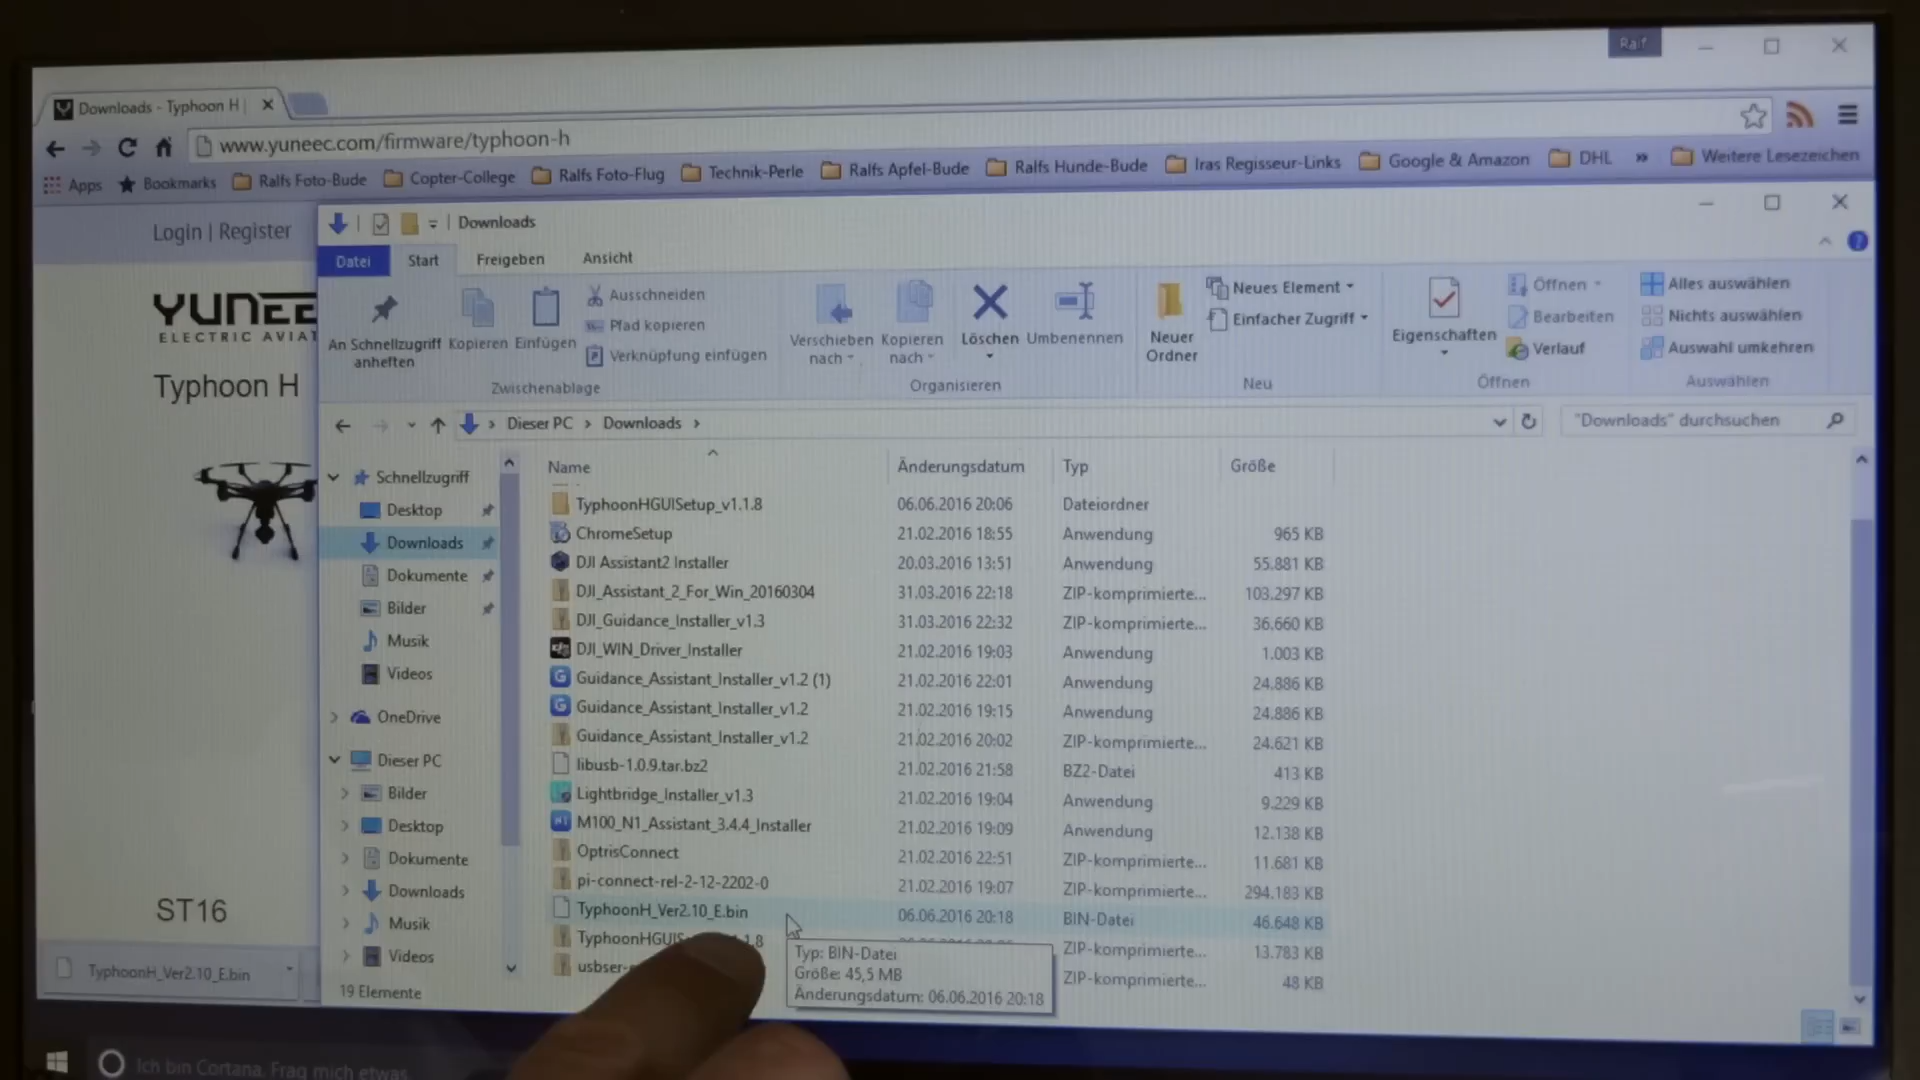 Ralf
Downloads - Typhoon H |
www.yuneec.com/firmware/typhoon-h
Apps Bookmarks Ralfs Foto-Bude Copter-College Ralfs Foto-Flug Technik-Perle Ralfs Apfel-Bude Ralfs Hunde-Bude Iras Regisseur-Links Google & Amazon DHL » Weitere Lesezeichen
Login | Register
YUNEE
ELECTRIC AVIAT
Typhoon H
ST16
Downloads
Datei Start Freigeben Ansicht
An Schnellzugriff anheften
Kopieren
Einfügen
Ausschneiden
Pfad kopieren
Verknüpfung einfügen
Zwischenablage
Verschieben nach
Kopieren nach
Löschen
Umbenennen
Organisieren
Neuer Ordner
Neues Element
Einfacher Zugriff
Neu
Eigenschaften
Öffnen
Bearbeiten
Verlauf
Öffnen
Alles auswählen
Nichts auswählen
Auswahl umkehren
Auswählen
Dieser PC > Downloads >
"Downloads" durchsuchen
Schnellzugriff
Desktop
Downloads
Dokumente
Bilder
Musik
Videos
OneDrive
Dieser PC
Bilder
Desktop
Dokumente
Downloads
Musik
Videos
Name Änderungsdatum Typ Größe
TyphoonHGUISetup_v1.1.8 06.06.2016 20:06 Dateiordner
ChromeSetup 21.02.2016 18:55 Anwendung 965 KB
DJI Assistant2 Installer 20.03.2016 13:51 Anwendung 55.881 KB
DJI_Assistant_2_For_Win_20160304 31.03.2016 22:18 ZIP-komprimierte... 103.297 KB
DJI_Guidance_Installer_v1.3 31.03.2016 22:32 ZIP-komprimierte... 36.660 KB
DJI_WIN_Driver_Installer 21.02.2016 19:03 Anwendung 1.003 KB
Guidance_Assistant_Installer_v1.2 (1) 21.02.2016 22:01 Anwendung 24.886 KB
Guidance_Assistant_Installer_v1.2 21.02.2016 19:15 Anwendung 24.886 KB
Guidance_Assistant_Installer_v1.2 21.02.2016 20:02 ZIP-komprimierte... 24.621 KB
libusb-1.0.9.tar.bz2 21.02.2016 21:58 BZ2-Datei 413 KB
Lightbridge_Installer_v1.3 21.02.2016 19:04 Anwendung 9.229 KB
M100_N1_Assistant_3.4.4_Installer 21.02.2016 19:09 Anwendung 12.138 KB
OptrisConnect 21.02.2016 22:51 ZIP-komprimierte... 11.681 KB
pi-connect-rel-2-12-2202-0 21.02.2016 19:07 ZIP-komprimierte... 294.183 KB
TyphoonH_Ver2.10_E.bin 06.06.2016 20:18 BIN-Datei 46.648 KB
TyphoonHGUIS 1.8 ZIP-komprimierte... 13.783 KB
usbser- ZIP-komprimierte... 48 KB
Typ: BIN-Datei
Größe: 45,5 MB
Änderungsdatum: 06.06.2016 20:18
19 Elemente
TyphoonH_Ver2.10_E.bin
Ich bin Cortana. Frag mich etwas.